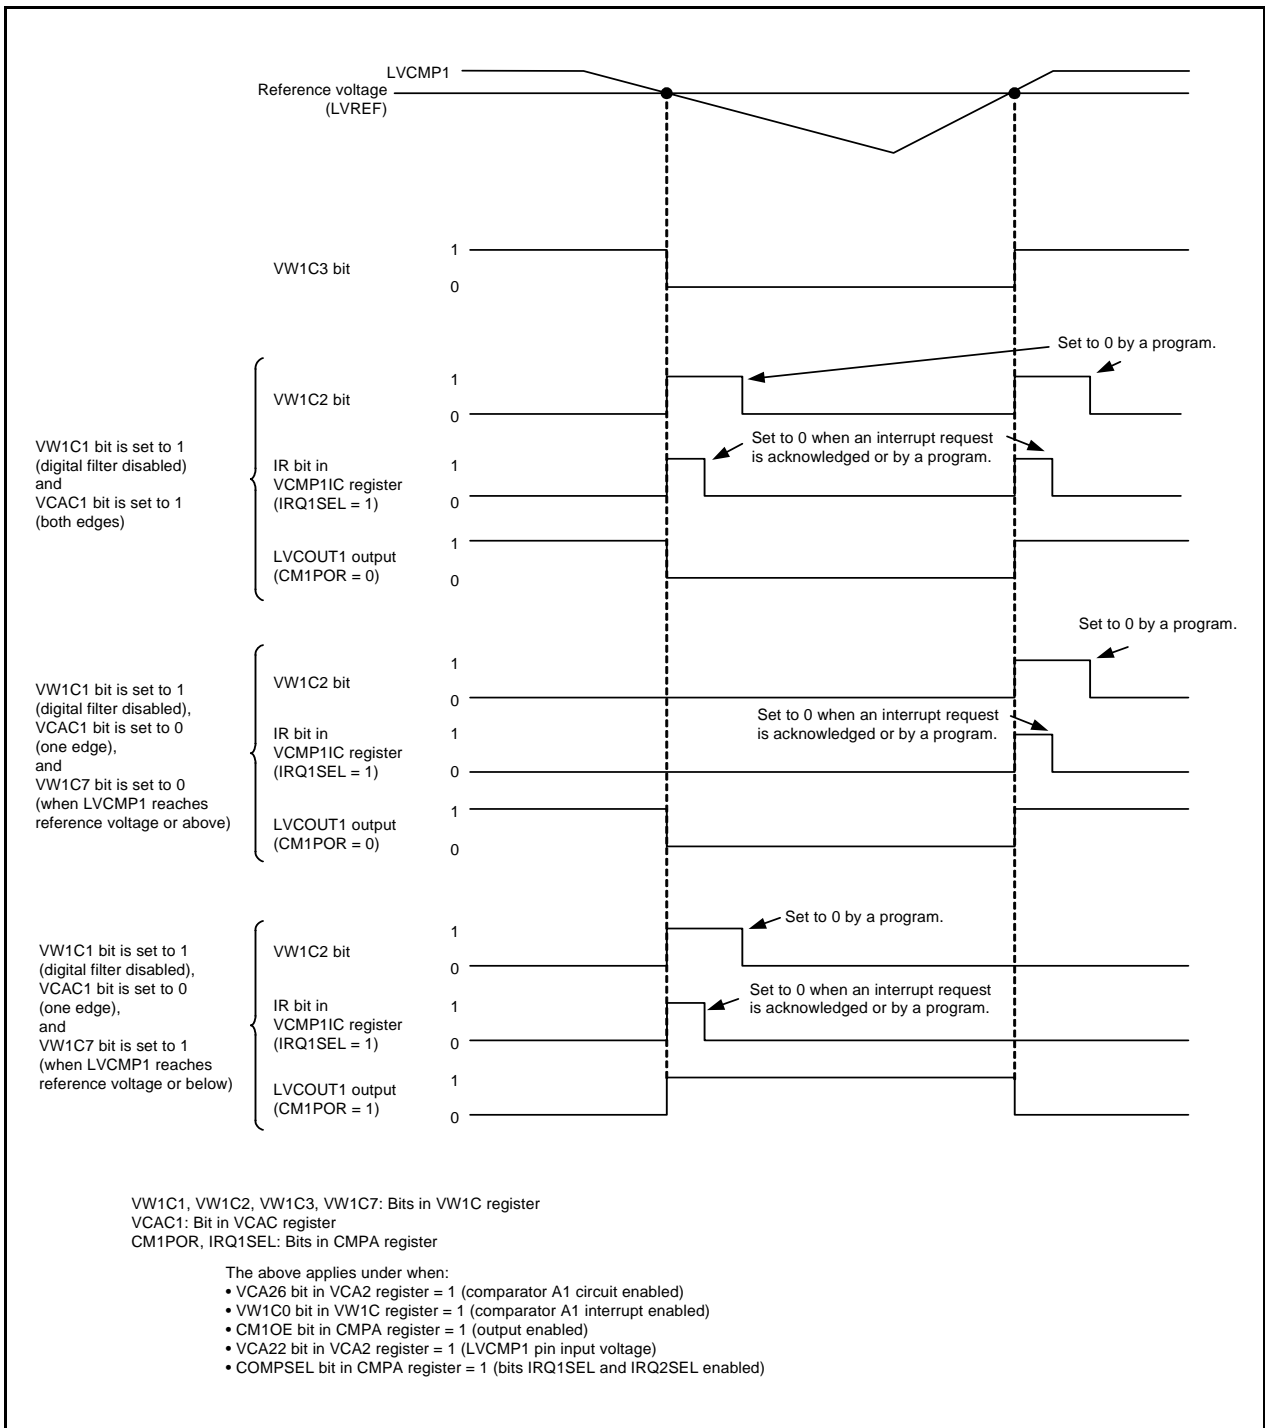 LVCMP1
Reference voltage
(LVREF)
1
VW1C3 bit
0
Set to 0 by a program.
VW1C1 bit is set to 1
(digital filter disabled)
and
VCAC1 bit is set to 1
(both edges)
1
VW1C2 bit
0
Set to 0 when an interrupt request
is acknowledged or by a program.
IR bit in
VCMP1IC register
(IRQ1SEL = 1)
1
0
LVCOUT1 output
(CM1POR = 0)
1
0
Set to 0 by a program.
VW1C1 bit is set to 1
(digital filter disabled),
VCAC1 bit is set to 0
(one edge),
and
VW1C7 bit is set to 0
(when LVCMP1 reaches
reference voltage or above)
1
VW1C2 bit
0
Set to 0 when an interrupt request
is acknowledged or by a program.
IR bit in
VCMP1IC register
(IRQ1SEL = 1)
1
0
LVCOUT1 output
(CM1POR = 0)
1
0
Set to 0 by a program.
VW1C1 bit is set to 1
(digital filter disabled),
VCAC1 bit is set to 0
(one edge),
and
VW1C7 bit is set to 1
(when LVCMP1 reaches
reference voltage or below)
1
VW1C2 bit
0
Set to 0 when an interrupt request
is acknowledged or by a program.
IR bit in
VCMP1IC register
(IRQ1SEL = 1)
1
0
LVCOUT1 output
(CM1POR = 1)
1
0
VW1C1, VW1C2, VW1C3, VW1C7: Bits in VW1C register
VCAC1: Bit in VCAC register
CM1POR, IRQ1SEL: Bits in CMPA register
The above applies under when:
• VCA26 bit in VCA2 register = 1 (comparator A1 circuit enabled)
• VW1C0 bit in VW1C register = 1 (comparator A1 interrupt enabled)
• CM1OE bit in CMPA register = 1 (output enabled)
• VCA22 bit in VCA2 register = 1 (LVCMP1 pin input voltage)
• COMPSEL bit in CMPA register = 1 (bits IRQ1SEL and IRQ2SEL enabled)